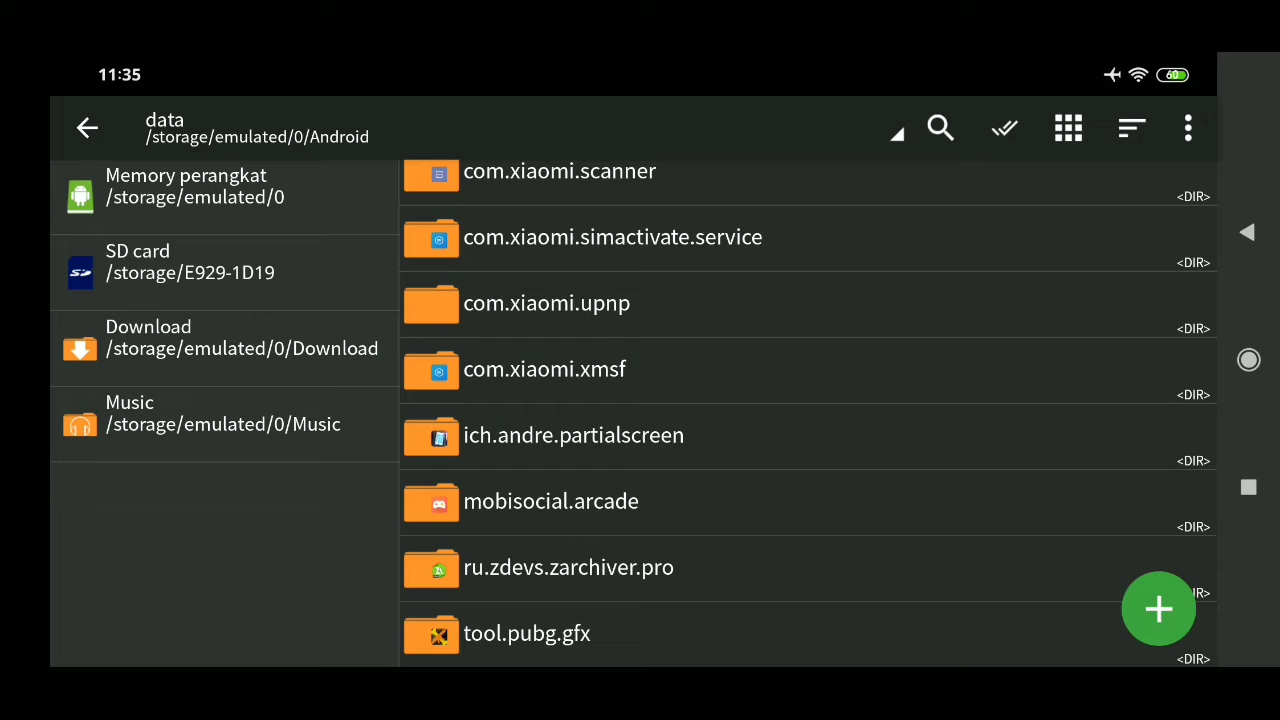 11:35
60
data
/storage/emulated/0/Android
Memory perangkat
/storage/emulated/0
SD card
/storage/E929-1D19
Download
/storage/emulated/0/Download
Music
/storage/emulated/0/Music
com.xiaomi.scanner
<DIR>
com.xiaomi.simactivate.service
<DIR>
com.xiaomi.upnp
<DIR>
com.xiaomi.xmsf
<DIR>
ich.andre.partialscreen
<DIR>
mobisocial.arcade
<DIR>
ru.zdevs.zarchiver.pro
IR>
tool.pubg.gfx
<DIR>